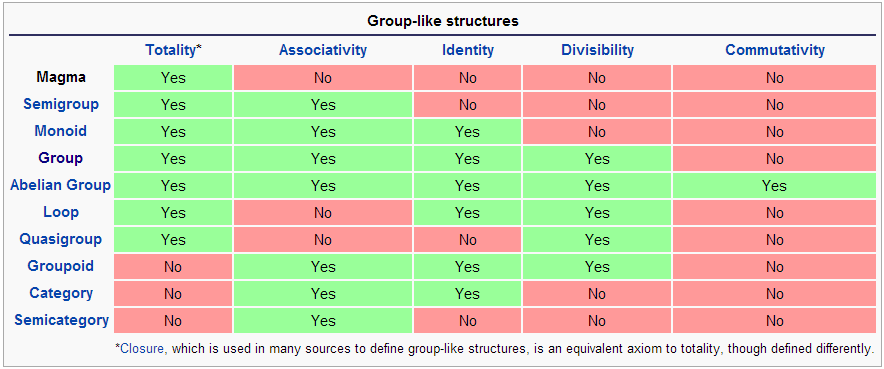 Group-like structures
Totality* Associativity Identity Divisibility Commutativity
Magma Yes No No No No
Semigroup Yes Yes No No No
Monoid Yes Yes Yes No No
Group Yes Yes Yes Yes No
Abelian Group Yes Yes Yes Yes Yes
Loop Yes No Yes Yes No
Quasigroup Yes No No Yes No
Groupoid No Yes Yes Yes No
Category No Yes Yes No No
Semicategory No Yes No No No
*Closure, which is used in many sources to define group-like structures, is an equivalent axiom to totality, though defined differently.